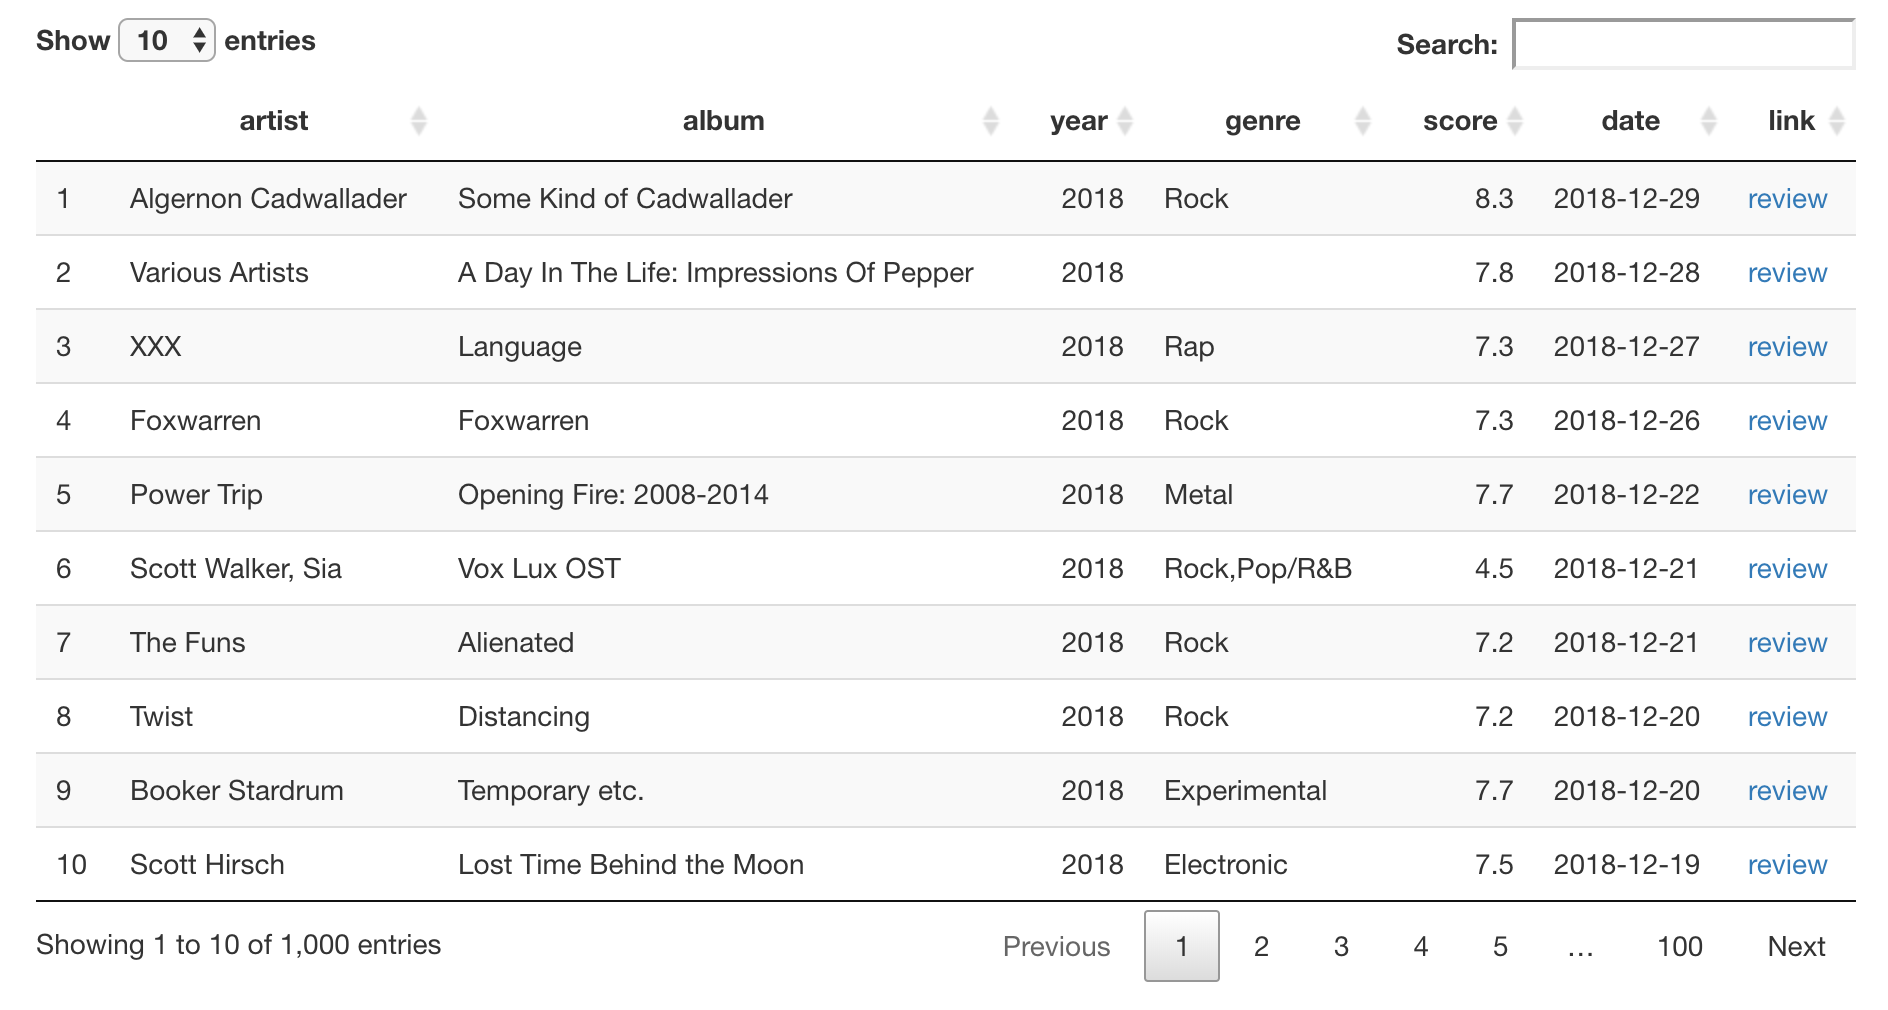 Show 10 entries Search:
artist album year genre score date link
1 Algernon Cadwallader Some Kind of Cadwallader 2018 Rock 8.3 2018-12-29 review
2 Various Artists A Day In The Life: Impressions Of Pepper 2018 7.8 2018-12-28 review
3 XXX Language 2018 Rap 7.3 2018-12-27 review
4 Foxwarren Foxwarren 2018 Rock 7.3 2018-12-26 review
5 Power Trip Opening Fire: 2008-2014 2018 Metal 7.7 2018-12-22 review
6 Scott Walker, Sia Vox Lux OST 2018 Rock,Pop/R&B 4.5 2018-12-21 review
7 The Funs Alienated 2018 Rock 7.2 2018-12-21 review
8 Twist Distancing 2018 Rock 7.2 2018-12-20 review
9 Booker Stardrum Temporary etc. 2018 Experimental 7.7 2018-12-20 review
10 Scott Hirsch Lost Time Behind the Moon 2018 Electronic 7.5 2018-12-19 review
Showing 1 to 10 of 1,000 entries Previous 1 2 3 4 5 … 100 Next